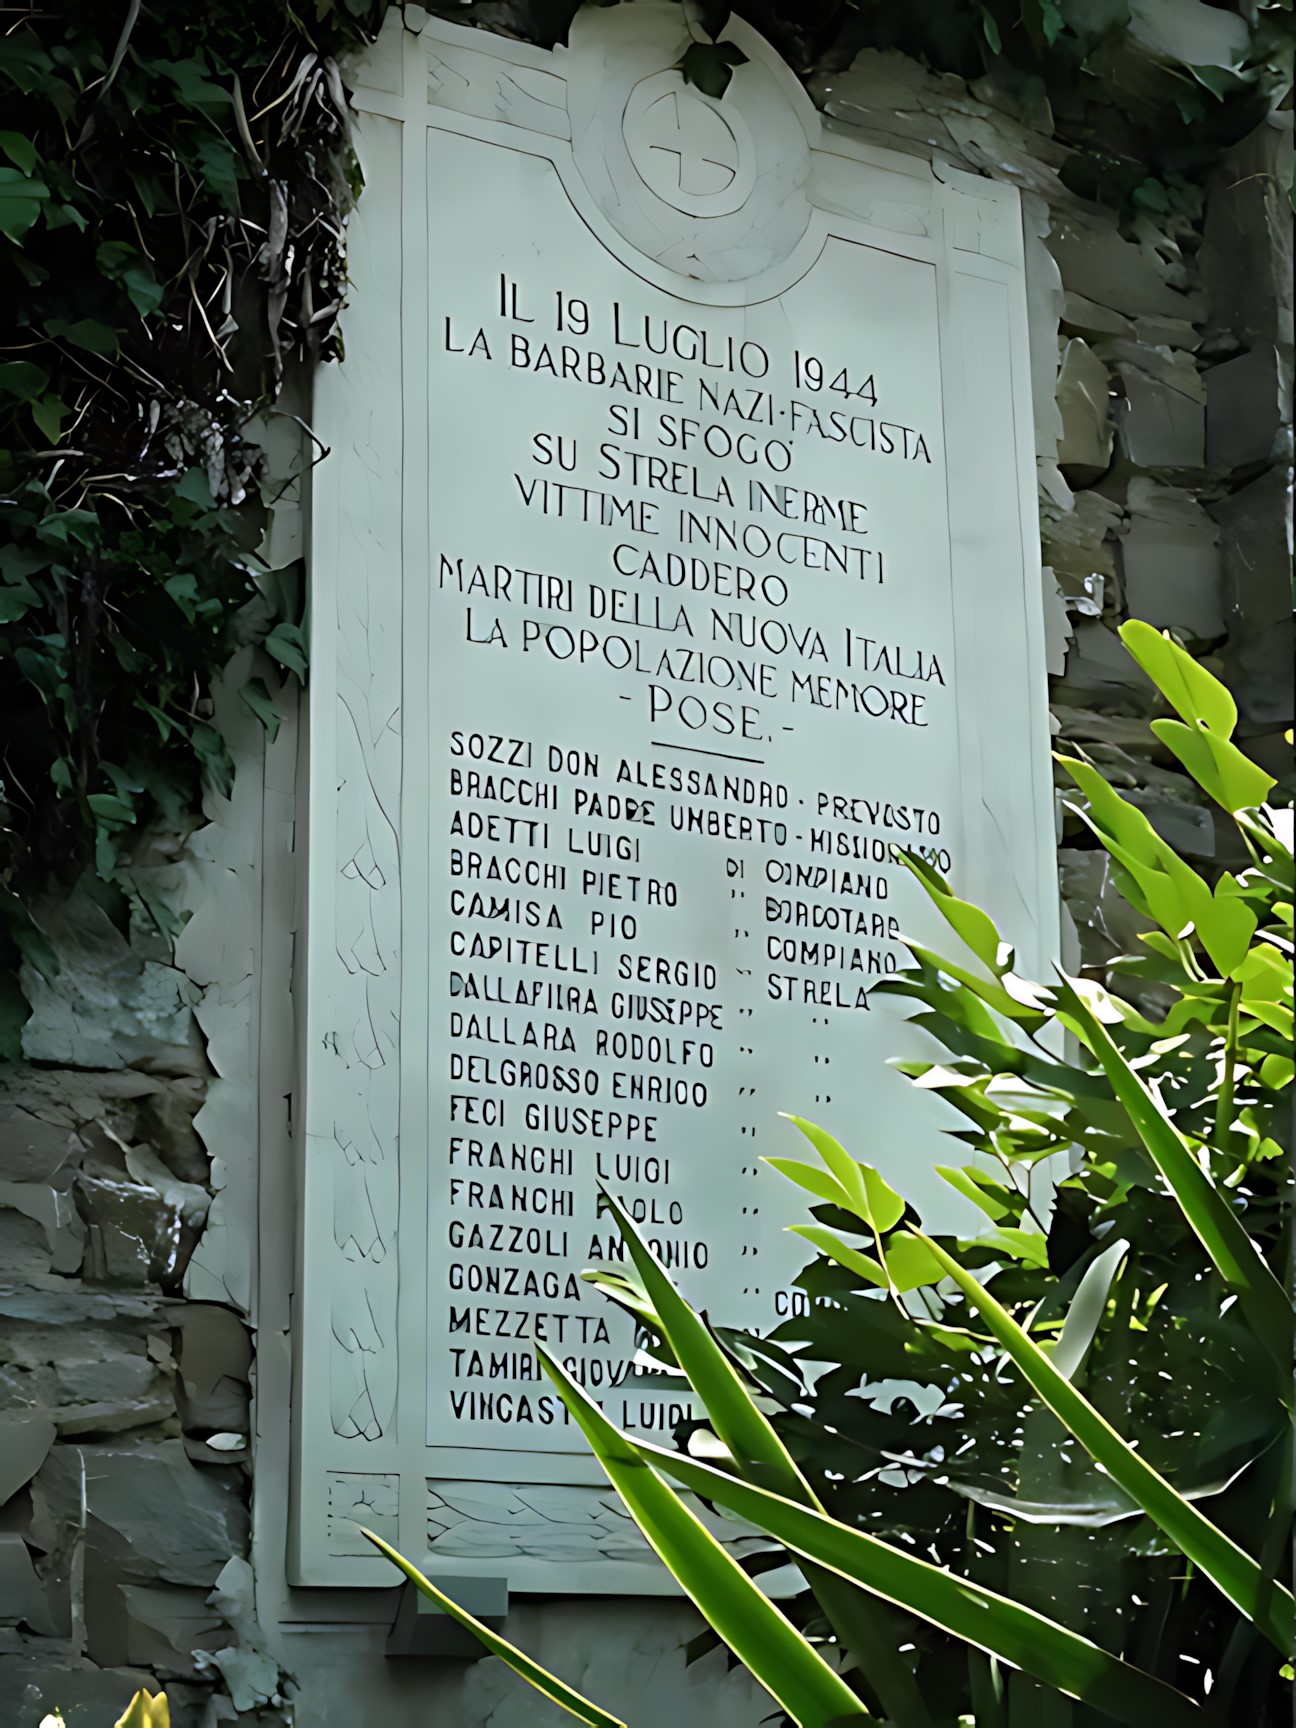 IL 19 LUGLIO 1944
LA BARBARIE NAZI·FASCISTA
SI SFOGO'
SU STRELA INERME
VITTIME INNOCENTI
CADDERO
MARTIRI DELLA NUOVA ITALIA
LA POPOLAZIONE MEMORE
- POSE. -
SOZZI DON ALESSANDRO · PREVOSTO
BRACCHI PADRE UMBERTO - MISSIONARIO
ADETTI LUIGI DI COMPIANO
BRACCHI PIETRO " BORGOTARO
CAMISA PIO " COMPIANO
CAPITELLI SERGIO " STRELA
GIUSEPPE " "
DALLARA RODOLFO " "
DELGROSSO ENRICO " "
FECI GIUSEPPE "
FRANCHI LUIGI "
FRANCHI PAOLO "
GAZZOLI ANTONIO "
GONZAGA "
MEZZETTA
TAMIRI
LUIGI